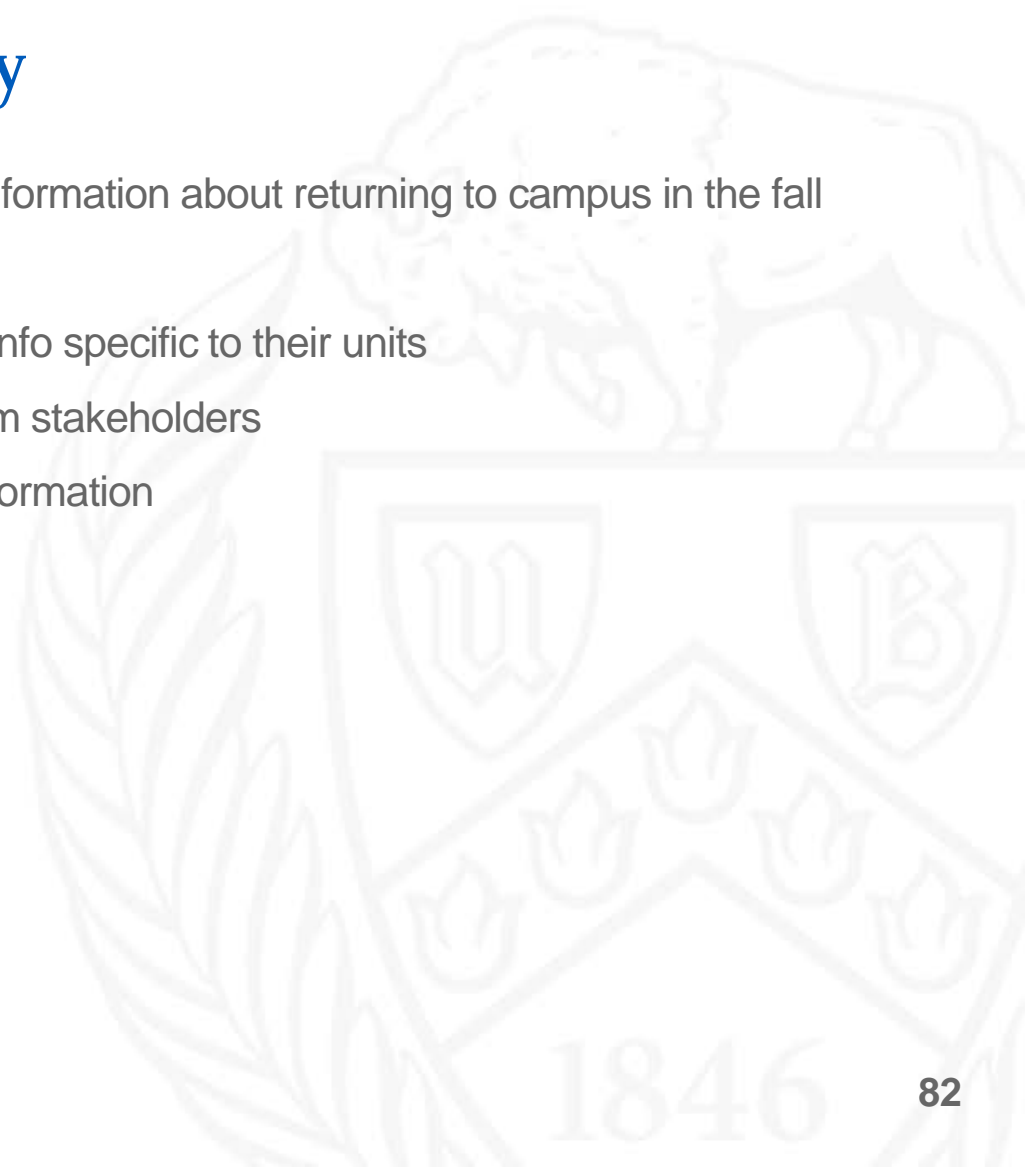 y
formation about returning to campus in the fall
nfo specific to their units
m stakeholders
ormation
U B
1846
82